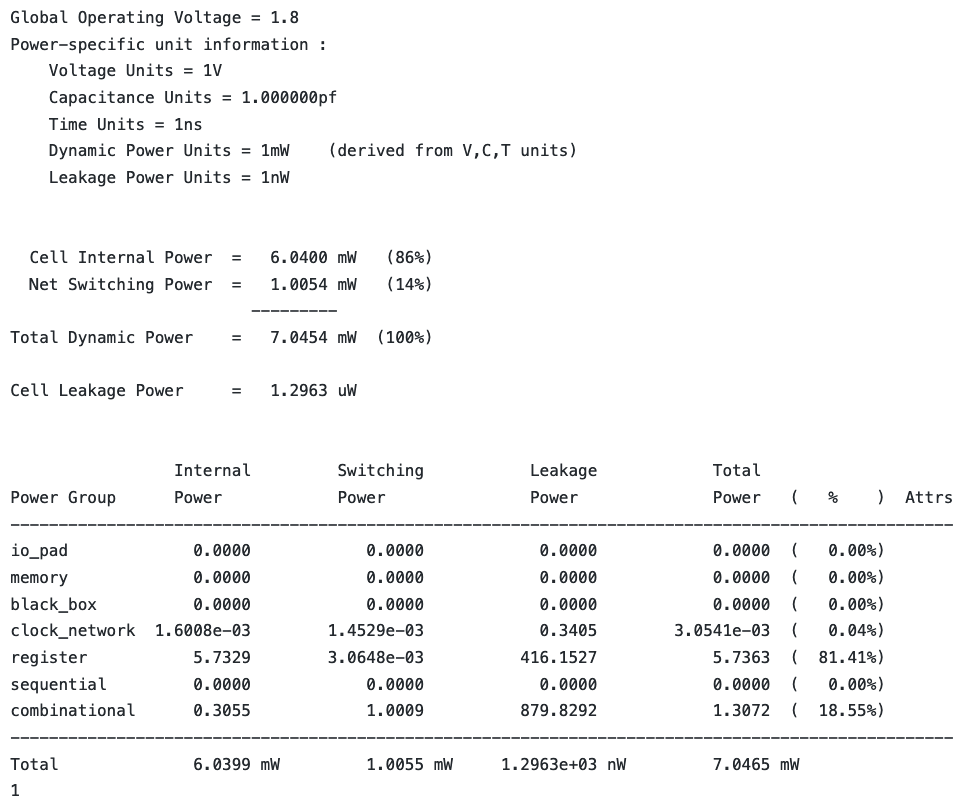 Global Operating Voltage = 1.8
Power-specific unit information :
    Voltage Units = 1V
    Capacitance Units = 1.000000pf
    Time Units = 1ns
    Dynamic Power Units = 1mW    (derived from V,C,T units)
    Leakage Power Units = 1nW
  Cell Internal Power  =   6.0400 mW   (86%)
  Net Switching Power  =   1.0054 mW   (14%)
                         ---------
Total Dynamic Power    =   7.0454 mW  (100%)
Cell Leakage Power     =   1.2963 uW
                 Internal         Switching           Leakage            Total
Power Group      Power            Power               Power              Power   (   %    )  Attrs
--------------------------------------------------------------------------------------------------
io_pad             0.0000            0.0000            0.0000            0.0000  (   0.00%)
memory             0.0000            0.0000            0.0000            0.0000  (   0.00%)
black_box          0.0000            0.0000            0.0000            0.0000  (   0.00%)
clock_network  1.6008e-03        1.4529e-03            0.3405        3.0541e-03  (   0.04%)
register           5.7329        3.0648e-03          416.1527            5.7363  (  81.41%)
sequential         0.0000            0.0000            0.0000            0.0000  (   0.00%)
combinational      0.3055            1.0009          879.8292            1.3072  (  18.55%)
--------------------------------------------------------------------------------------------------
Total              6.0399 mW         1.0055 mW     1.2963e+03 nW         7.0465 mW
1